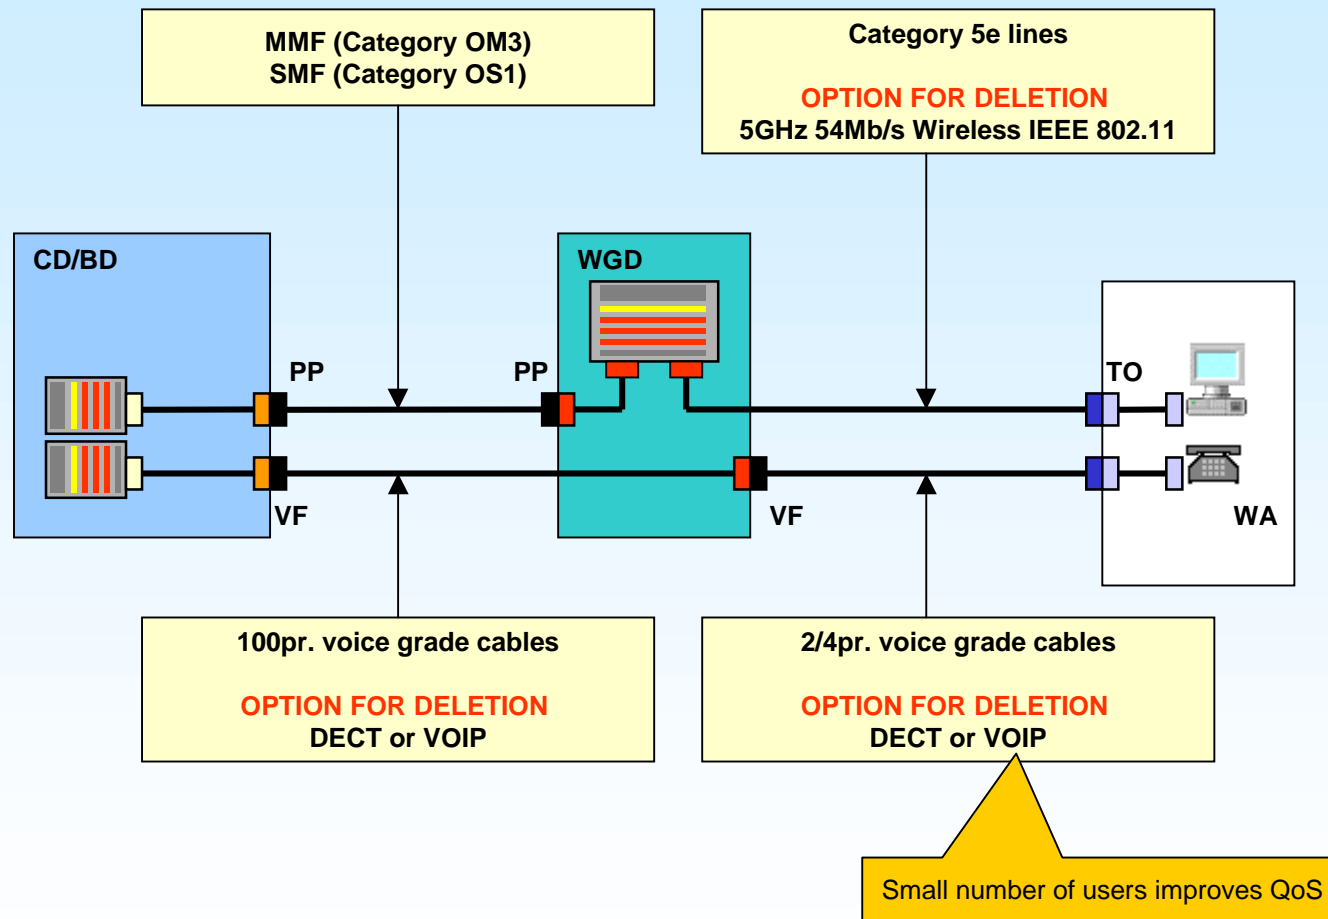 MMF (Category OM3)
SMF (Category OS1)
Category 5e lines
OPTION FOR DELETION
5GHz 54Mb/s Wireless IEEE 802.11
CD/BD
WGD
PP
PP
TO
VF
VF
WA
100pr. voice grade cables
OPTION FOR DELETION
DECT or VOIP
2/4pr. voice grade cables
OPTION FOR DELETION
DECT or VOIP
Small number of users improves QoS